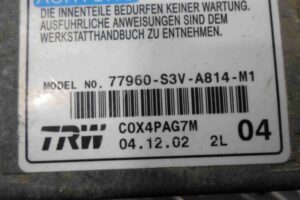 DIE INNENTEILE BEDÜRFEN KEINER WARTUNG.
AUSFÜHRLICHE ANWEISUNGEN SIND DEM
WERKSTATTHANDBUCH ZU ENTNEHMEN.
MODEL NO. 77960-S3V-A814-M1
TRW COX4PAG7M 04
04.12.02 2L